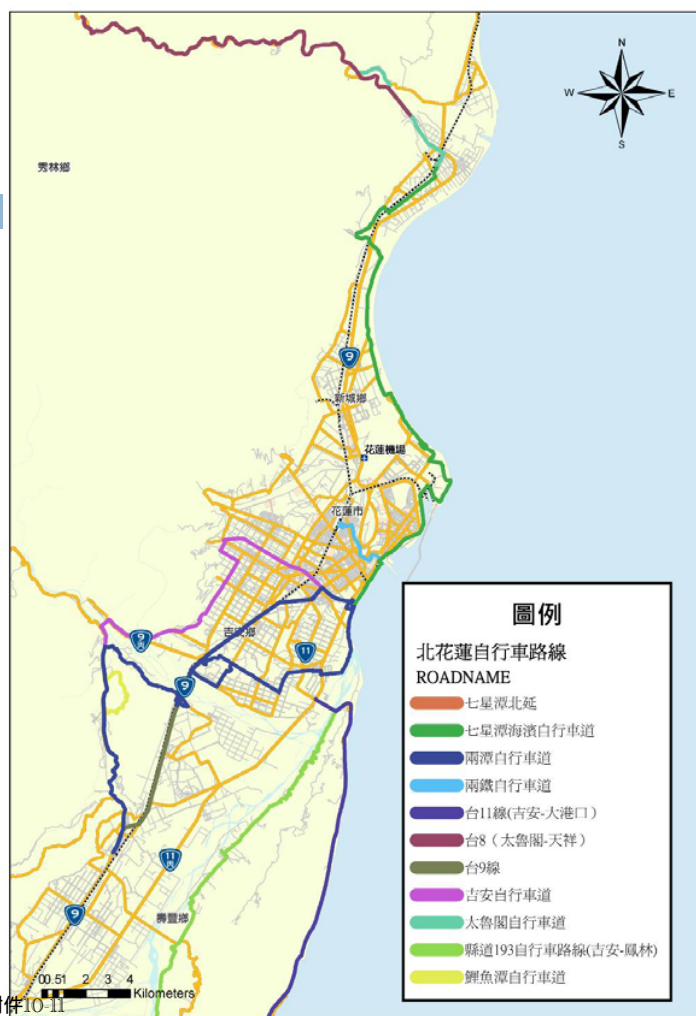 N
W
E
S
秀林鄉
9
新城鄉
花蓮機場
花蓮市
吉安鄉
9
丙
11
9
11
丙
9
壽豐鄉
00.51 2 3 4
Kilometers
圖例
北花蓮自行車路線
ROADNAME
七星潭北延
七星潭海濱自行車道
兩潭自行車道
兩鐵自行車道
台11線(吉安-大港口)
台8（太魯閣-天祥）
台9線
吉安自行車道
太魯閣自行車道
縣道193自行車路線(吉安-鳳林)
鯉魚潭自行車道
件10-11